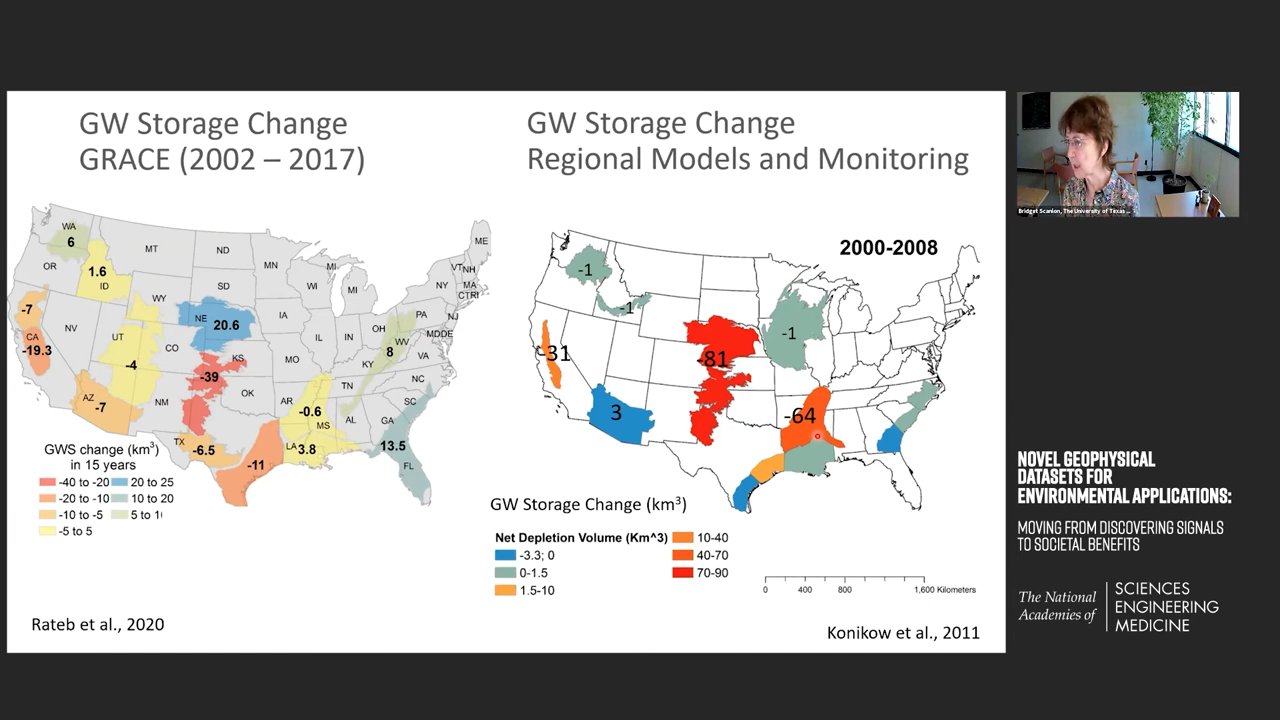 GW Storage Change
GRACE (2002 – 2017)
WA
6
OR
1.6
ID
MT
ND
MN
SD
WY
WI
MI
MI
ME
VT
NH
NY
MA
CT
RI
-7
NV
CA
-19.3
UT
-4
CO
NE
20.6
IA
IL
IN
OH
PA
NJ
MD
DE
WV
8
VA
KY
KS
MO
-39
AZ
-7
NM
OK
AR
TN
NC
SC
-0.6
MS
AL
GA
13.5
TX
-6.5
-11
LA
3.8
FL
GWS change (km³)
in 15 years
-40 to -20
20 to 25
-20 to -10
10 to 20
-10 to -5
5 to 1
-5 to 5
Rateb et al., 2020
GW Storage Change
Regional Models and Monitoring
2000-2008
-1
-1
-1
-31
-81
3
-64
GW Storage Change (km³)
Net Depletion Volume (Km^3)
-3.3; 0
0-1.5
1.5-10
10-40
40-70
70-90
0 400 800 1,600 Kilometers
Konikow et al., 2011
Bridget Scanlon, The University of Texas ...
NOVEL GEOPHYSICAL
DATASETS FOR
ENVIRONMENTAL APPLICATIONS:
MOVING FROM DISCOVERING SIGNALS
TO SOCIETAL BENEFITS
The National
Academies of
SCIENCES
ENGINEERING
MEDICINE